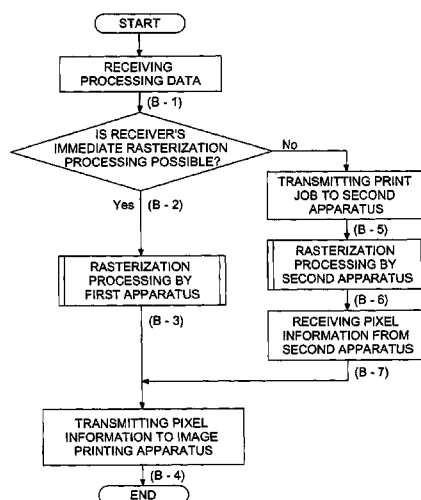 START
RECEIVING
PROCESSING DATA
(B - 1)
IS RECEIVER'S
IMMEDIATE RASTERIZATION
PROCESSING POSSIBLE?
No
Yes
(B - 2)
TRANSMITTING PRINT
JOB TO SECOND
APPARATUS
(B - 5)
RASTERIZATION
PROCESSING BY
FIRST APPARATUS
(B - 3)
RASTERIZATION
PROCESSING BY
SECOND APPARATUS
(B - 6)
RECEIVING PIXEL
INFORMATION FROM
SECOND APPARATUS
(B - 7)
TRANSMITTING PIXEL
INFORMATION TO IMAGE
PRINTING APPARATUS
(B - 4)
END